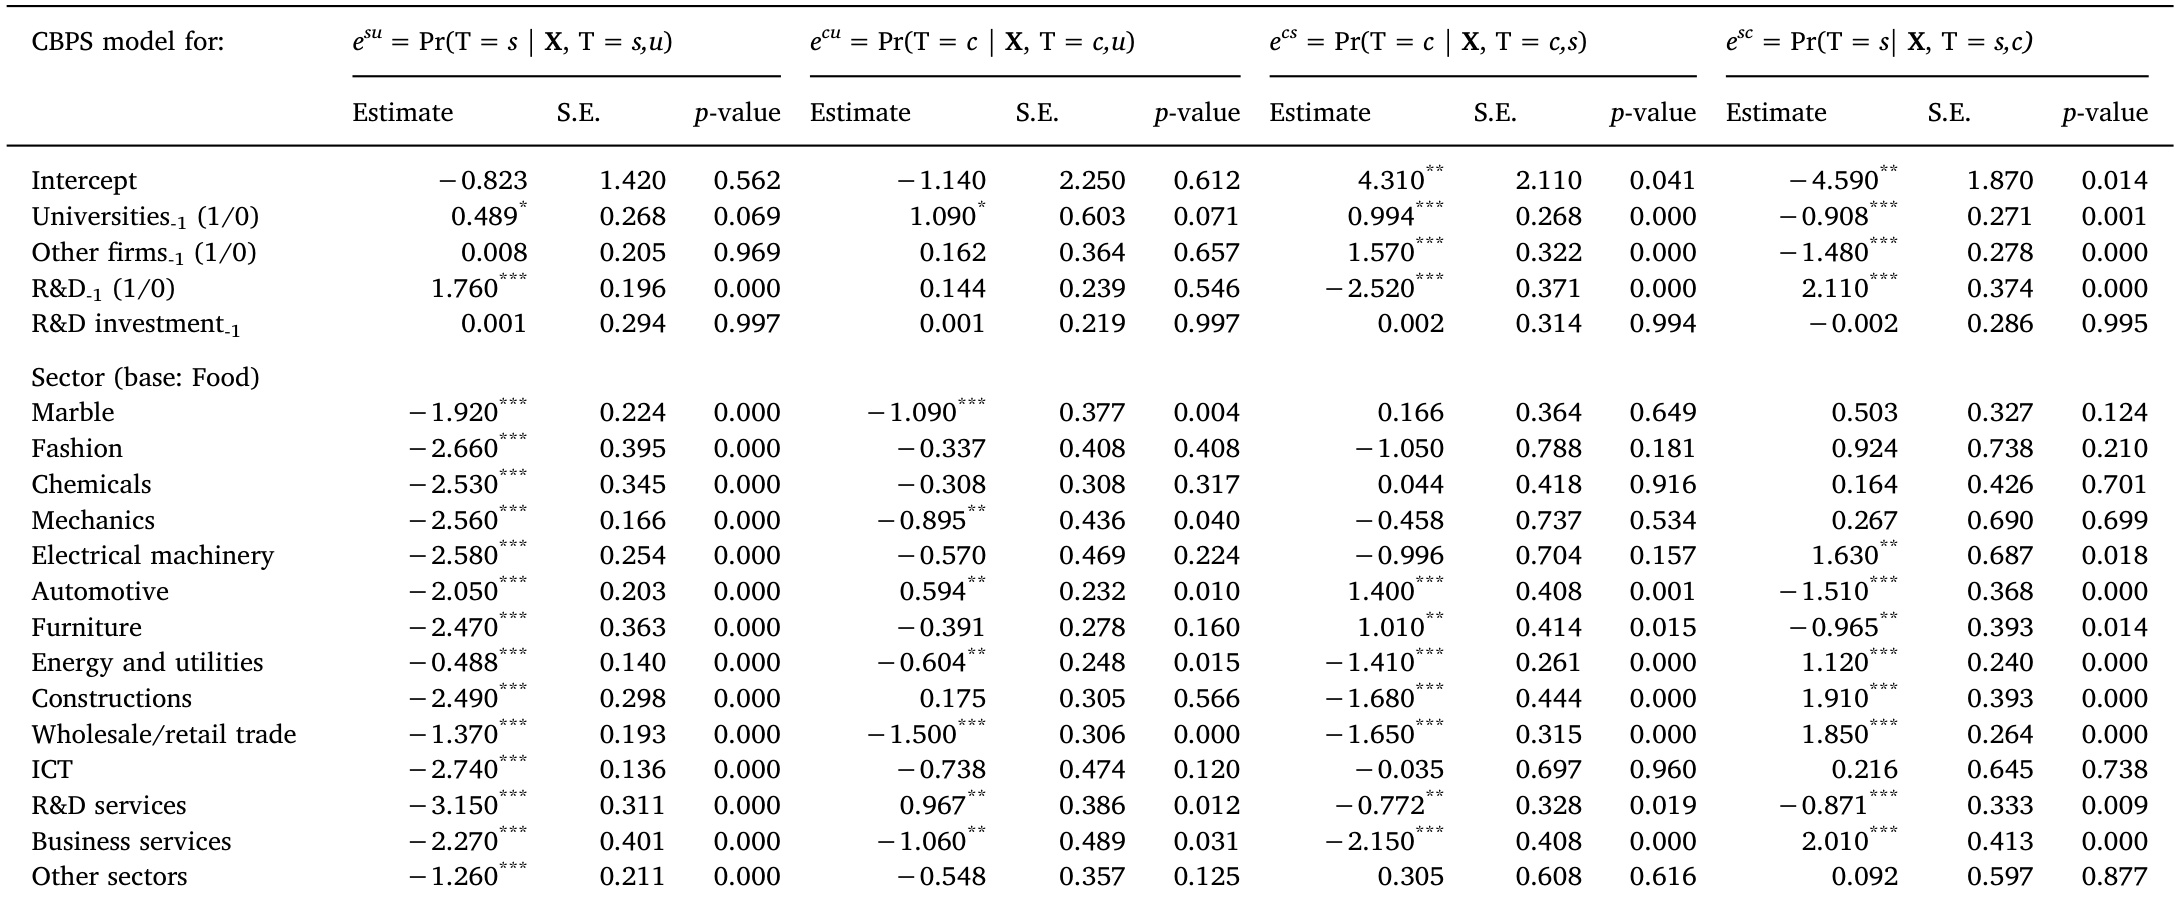 CBPS model for: e^su = Pr(T = s | X, T = s,u) e^cu = Pr(T = c | X, T = c,u) e^cs = Pr(T = c | X, T = c,s) e^sc = Pr(T = s| X, T = s,c)
Estimate S.E. p-value Estimate S.E. p-value Estimate S.E. p-value Estimate S.E. p-value
Intercept −0.823 1.420 0.562 −1.140 2.250 0.612 4.310** 2.110 0.041 −4.590** 1.870 0.014
Universities-1 (1/0) 0.489* 0.268 0.069 1.090* 0.603 0.071 0.994*** 0.268 0.000 −0.908*** 0.271 0.001
Other firms-1 (1/0) 0.008 0.205 0.969 0.162 0.364 0.657 1.570*** 0.322 0.000 −1.480*** 0.278 0.000
R&D-1 (1/0) 1.760*** 0.196 0.000 0.144 0.239 0.546 −2.520*** 0.371 0.000 2.110*** 0.374 0.000
R&D investment-1 0.001 0.294 0.997 0.001 0.219 0.997 0.002 0.314 0.994 −0.002 0.286 0.995
Sector (base: Food)
Marble −1.920*** 0.224 0.000 −1.090*** 0.377 0.004 0.166 0.364 0.649 0.503 0.327 0.124
Fashion −2.660*** 0.395 0.000 −0.337 0.408 0.408 −1.050 0.788 0.181 0.924 0.738 0.210
Chemicals −2.530*** 0.345 0.000 −0.308 0.308 0.317 0.044 0.418 0.916 0.164 0.426 0.701
Mechanics −2.560*** 0.166 0.000 −0.895** 0.436 0.040 −0.458 0.737 0.534 0.267 0.690 0.699
Electrical machinery −2.580*** 0.254 0.000 −0.570 0.469 0.224 −0.996 0.704 0.157 1.630** 0.687 0.018
Automotive −2.050*** 0.203 0.000 0.594** 0.232 0.010 1.400*** 0.408 0.001 −1.510*** 0.368 0.000
Furniture −2.470*** 0.363 0.000 −0.391 0.278 0.160 1.010** 0.414 0.015 −0.965** 0.393 0.014
Energy and utilities −0.488*** 0.140 0.000 −0.604** 0.248 0.015 −1.410*** 0.261 0.000 1.120*** 0.240 0.000
Constructions −2.490*** 0.298 0.000 0.175 0.305 0.566 −1.680*** 0.444 0.000 1.910*** 0.393 0.000
Wholesale/retail trade −1.370*** 0.193 0.000 −1.500*** 0.306 0.000 −1.650*** 0.315 0.000 1.850*** 0.264 0.000
ICT −2.740*** 0.136 0.000 −0.738 0.474 0.120 −0.035 0.697 0.960 0.216 0.645 0.738
R&D services −3.150*** 0.311 0.000 0.967** 0.386 0.012 −0.772** 0.328 0.019 −0.871*** 0.333 0.009
Business services −2.270*** 0.401 0.000 −1.060** 0.489 0.031 −2.150*** 0.408 0.000 2.010*** 0.413 0.000
Other sectors −1.260*** 0.211 0.000 −0.548 0.357 0.125 0.305 0.608 0.616 0.092 0.597 0.877